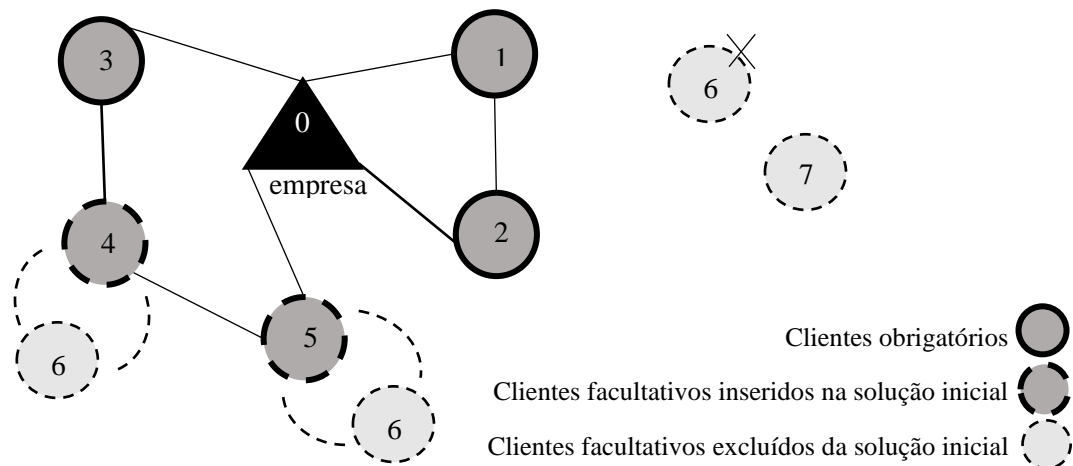 3
1
6
0
7
empresa
2
4
5
6
6
Clientes obrigatórios
Clientes facultativos inseridos na solução inicial
Clientes facultativos excluídos da solução inicial